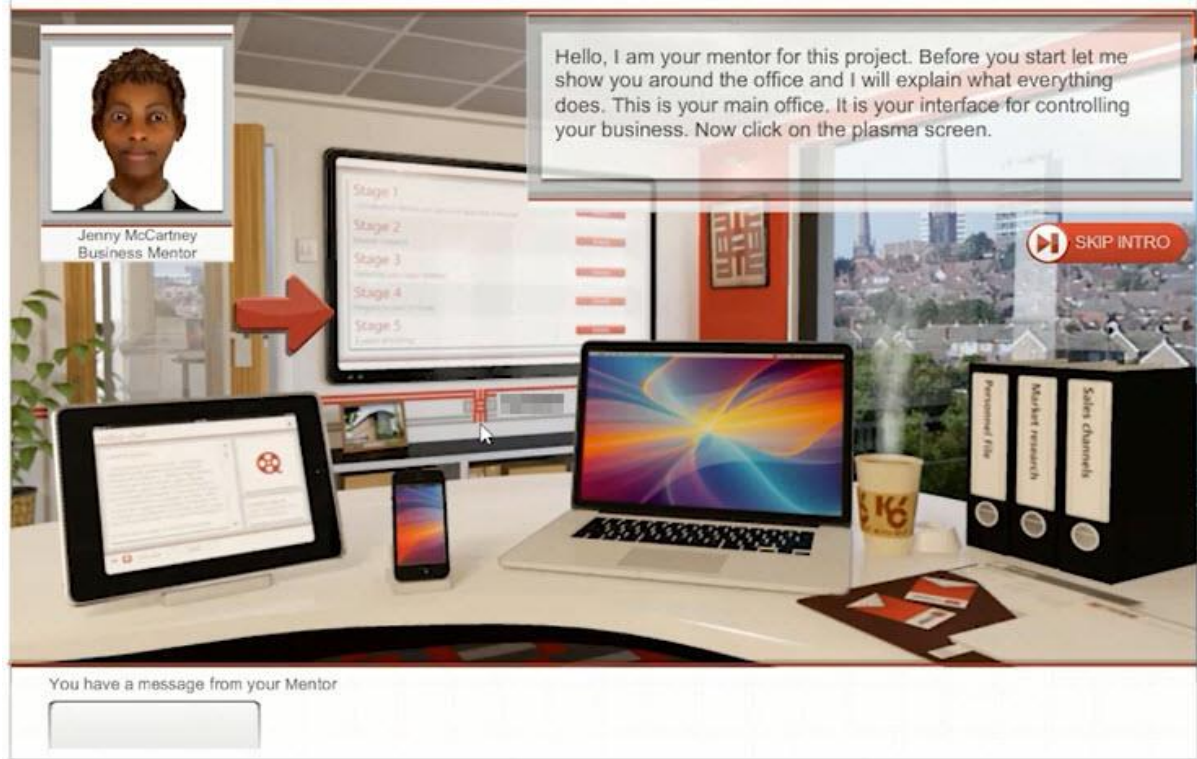 Hello, I am your mentor for this project. Before you start let me
show you around the office and I will explain what everything
does. This is your main office. It is your interface for controlling
your business. Now click on the plasma screen.
Jenny McCartney
Business Mentor
SKIP INTRO
Stage 1
Stage 2
Stage 3
Stage 4
Stage 5
Personnel file
Market research
Sales channels
You have a message from your Mentor